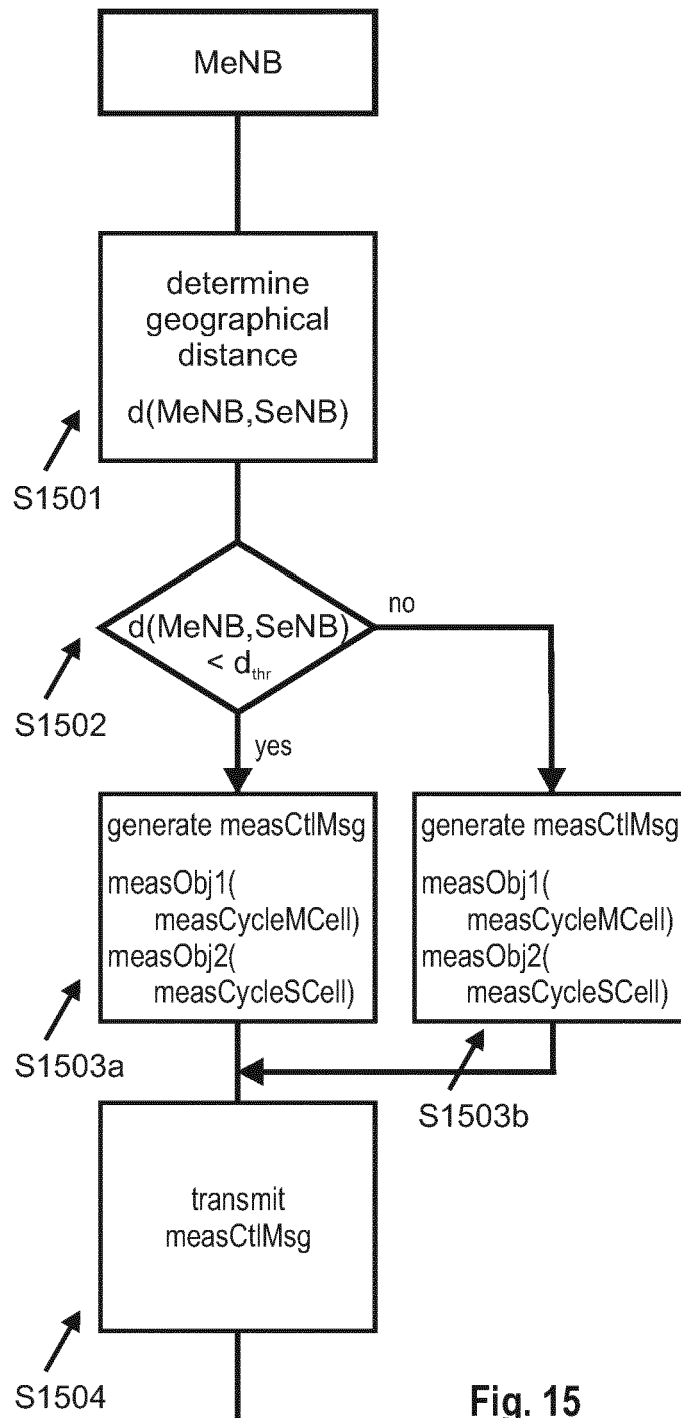 MeNB
determine
geographical
distance
d(MeNB,SeNB)
S1501
d(MeNB,SeNB)
< dthr
no
S1502
yes
generate measCtlMsg
measObj1(
measCycleMCell)
measObj2(
measCycleSCell)
generate measCtlMsg
measObj1(
measCycleMCell)
measObj2(
measCycleSCell)
S1503a
S1503b
transmit
measCtlMsg
S1504
Fig. 15